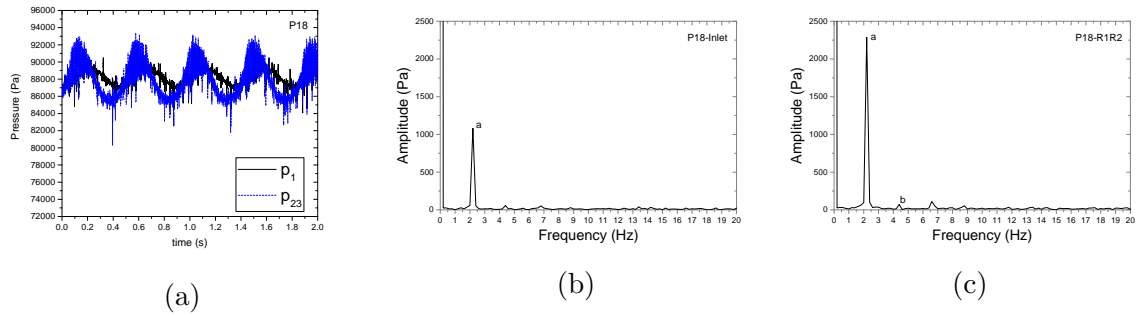 P18
Pressure (Pa)
96000
94000
92000
90000
88000
86000
84000
82000
80000
78000
76000
74000
72000
p1
p23
0.0 0.2 0.4 0.6 0.8 1.0 1.2 1.4 1.6 1.8 2.0
time (s)
(a)
P18-Inlet
Amplitude (Pa)
2500
2000
1500
1000
500
0
a
0 1 2 3 4 5 6 7 8 9 10 11 12 13 14 15 16 17 18 19 20
Frequency (Hz)
(b)
P18-R1R2
Amplitude (Pa)
2500
2000
1500
1000
500
0
a
b
0 1 2 3 4 5 6 7 8 9 10 11 12 13 14 15 16 17 18 19 20
Frequency (Hz)
(c)